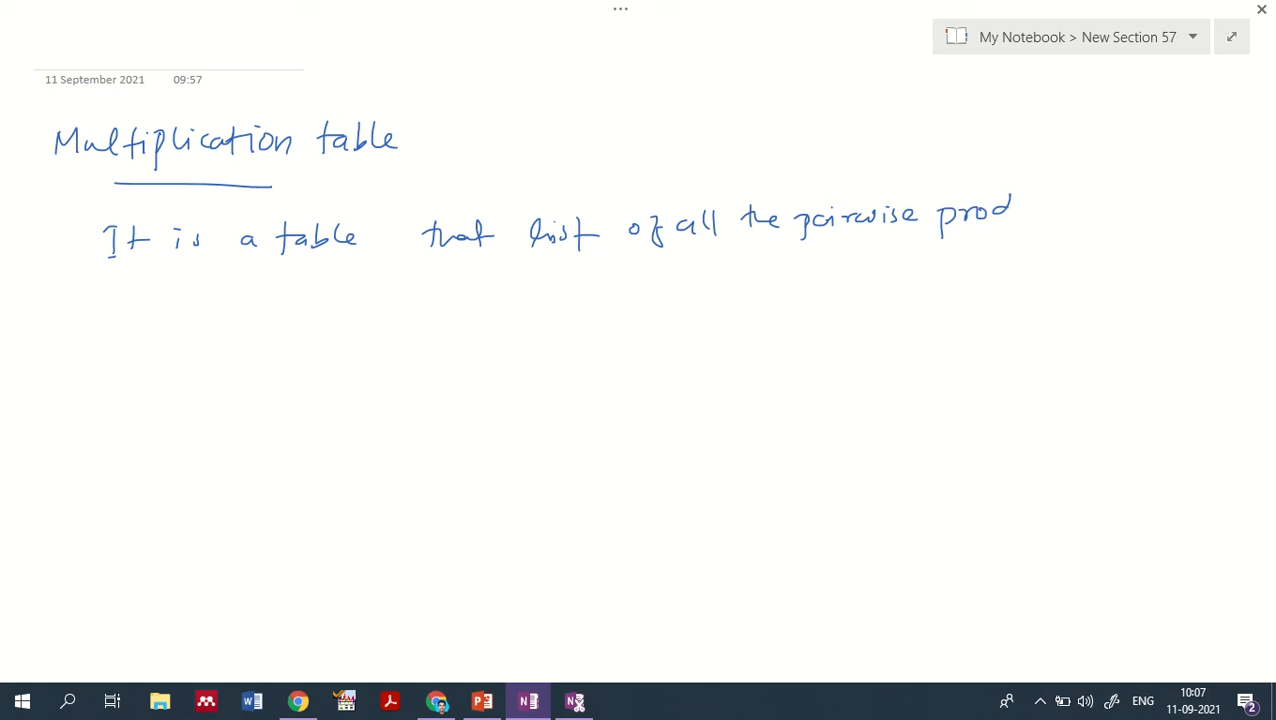 My Notebook > New Section 57
11 September 2021 09:57
Multiplication table
It is a table that list of all the pairwise prod
ENG
10:07
11-09-2021
2